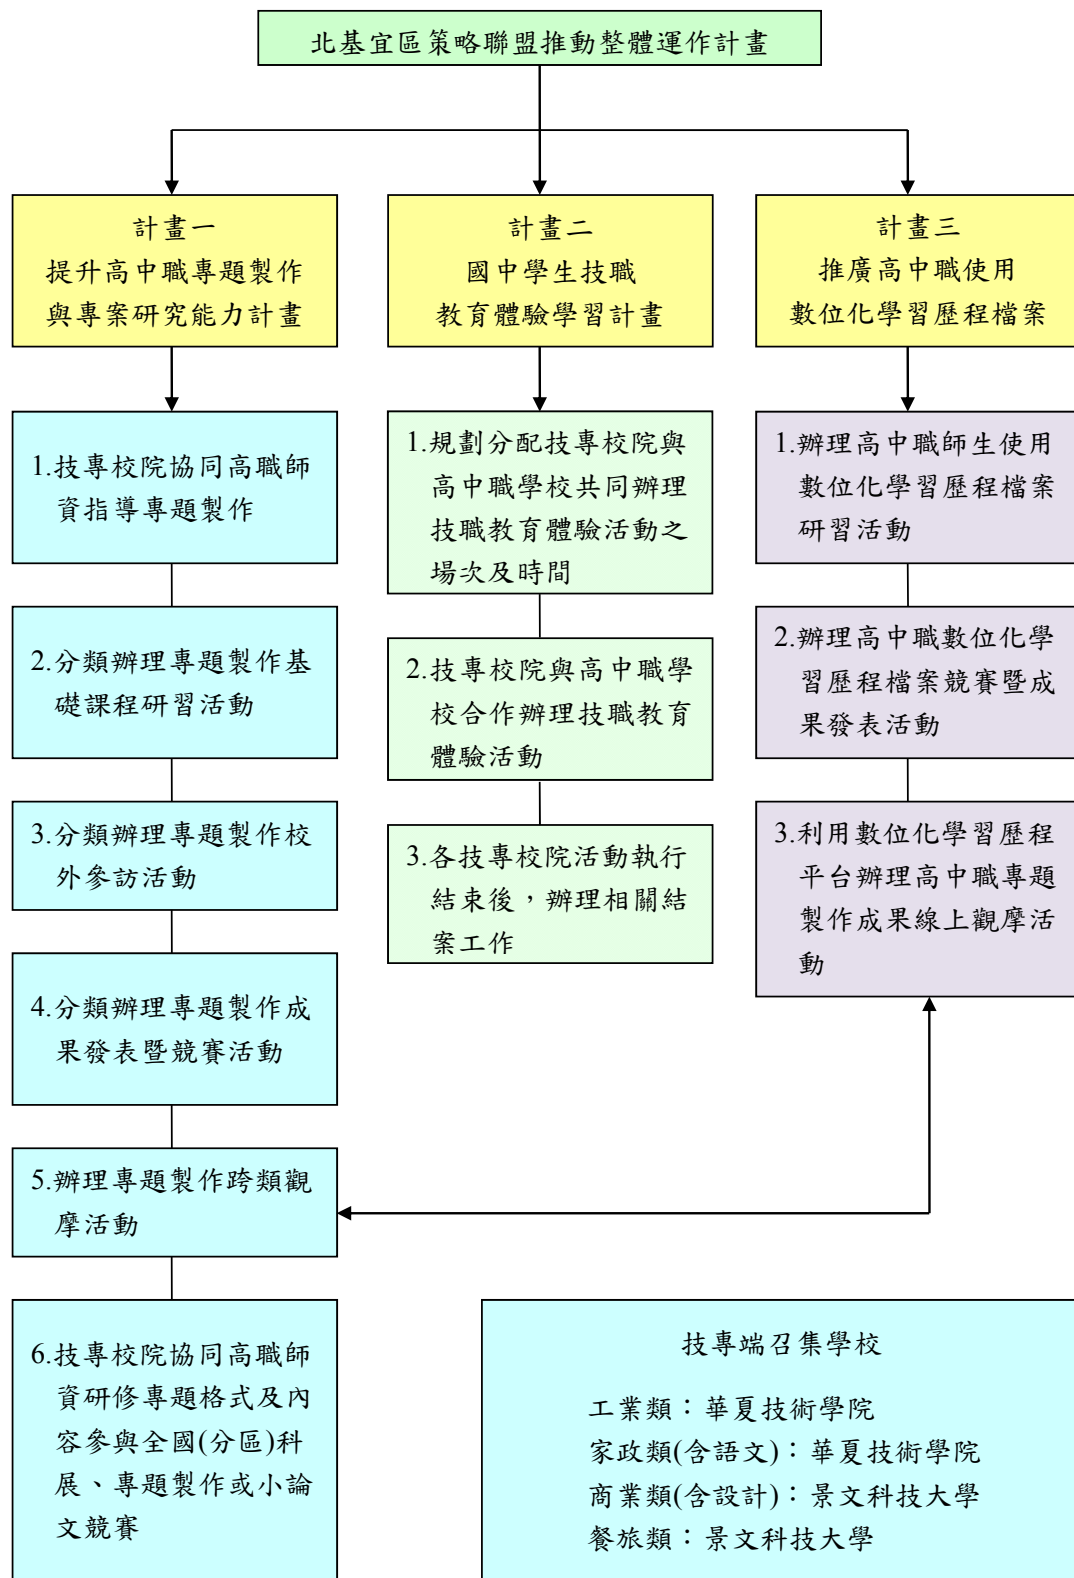 北基宜區策略聯盟推動整體運作計畫
計畫一
提升高中職專題製作
與專案研究能力計畫
計畫二
國中學生技職
教育體驗學習計畫
計畫三
推廣高中職使用
數位化學習歷程檔案
1.技專校院協同高職師
資指導專題製作
2.分類辦理專題製作基
礎課程研習活動
3.分類辦理專題製作校
外參訪活動
4.分類辦理專題製作成
果發表暨競賽活動
5.辦理專題製作跨類觀
摩活動
6.技專校院協同高職師
資研修專題格式及內
容參與全國(分區)科
展、專題製作或小論
文競賽
1.規劃分配技專校院與
高中職學校共同辦理
技職教育體驗活動之
場次及時間
2.技專校院與高中職學
校合作辦理技職教育
體驗活動
3.各技專校院活動執行
結束後，辦理相關結
案工作
1.辦理高中職師生使用
數位化學習歷程檔案
研習活動
2.辦理高中職數位化學
習歷程檔案競賽暨成
果發表活動
3.利用數位化學習歷程
平台辦理高中職專題
製作成果線上觀摩活
動
技專端召集學校
工業類：華夏技術學院
家政類(含語文)：華夏技術學院
商業類(含設計)：景文科技大學
餐旅類：景文科技大學